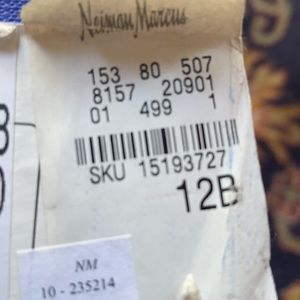 Neiman Marcus
153 80 507
8157 20901
01 499 1
SKU 15193727
12B
NM
10 - 235214